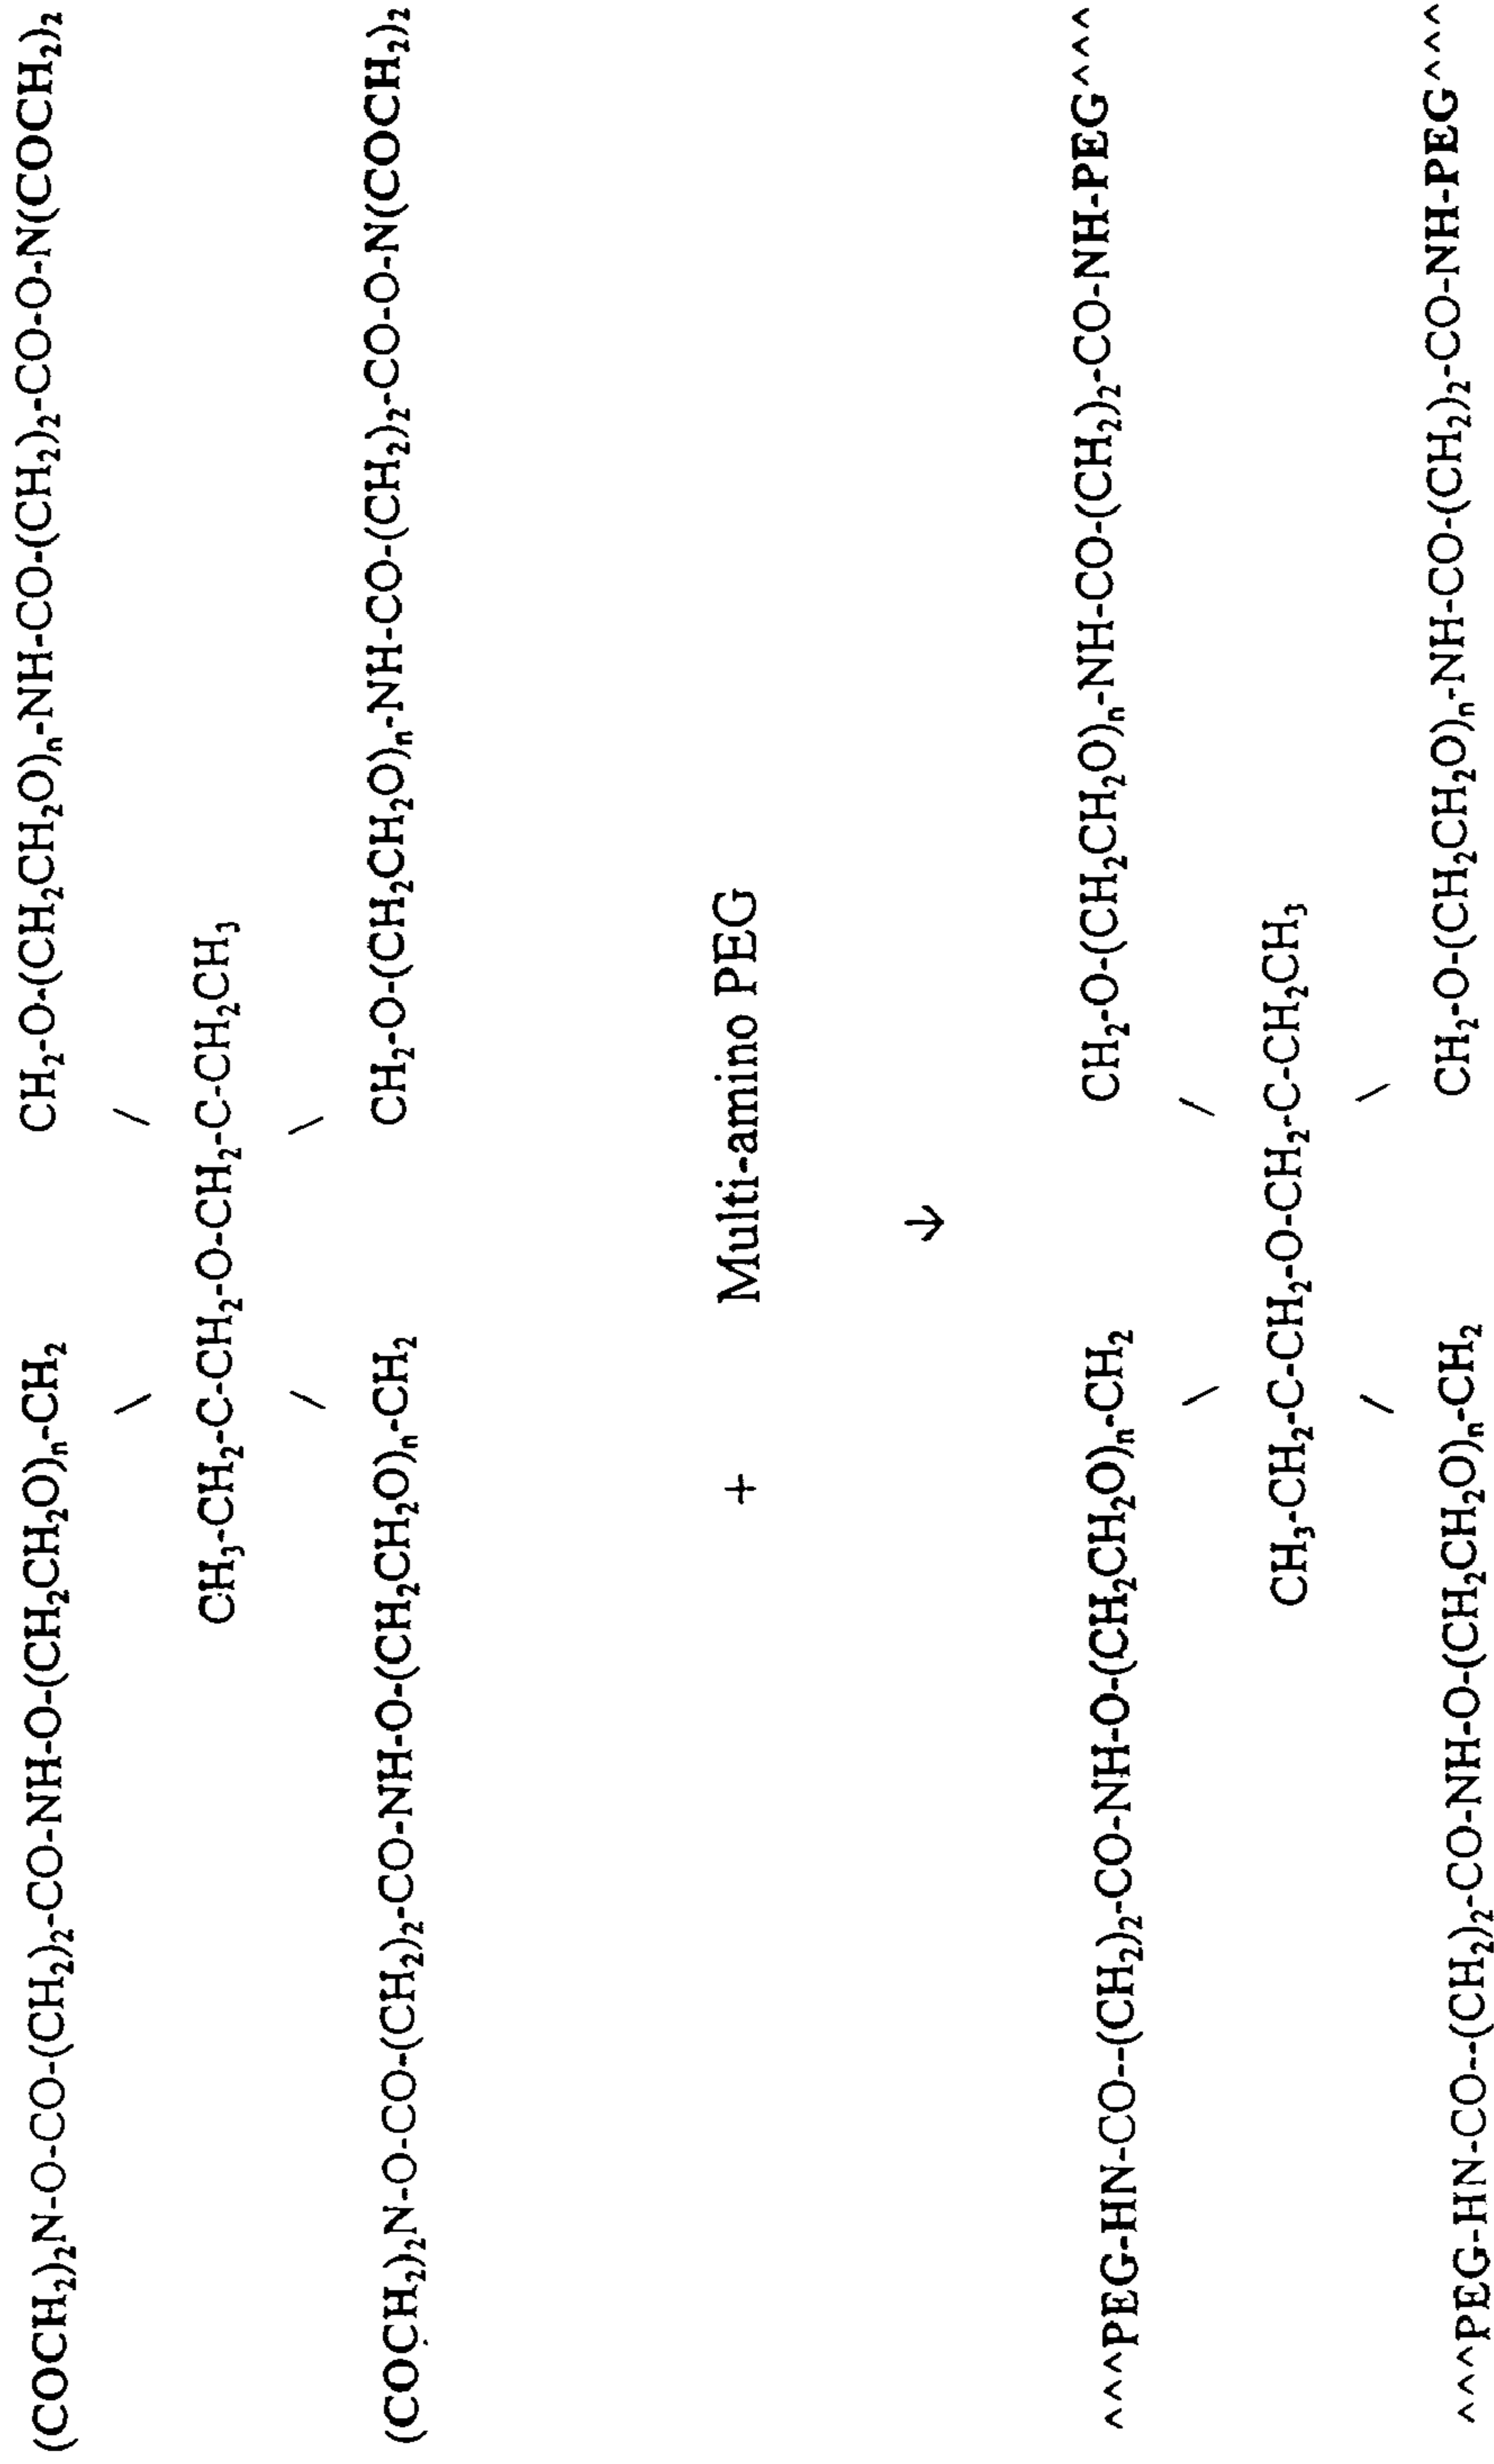 (COCH₂)₂N-O-CO-(CH₂)₂-CO-NH-O-(CH₂CH₂O)ₙ-CH₂ CH₂-O-(CH₂CH₂O)ₙ-NH-CO-(CH₂)₂-CO-O-N(COCH₂)₂
\ /
CH₃-CH₂-C-CH₂-O-CH₂-C-CH₂CH₃
/ \
(COCH₂)₂N-O-CO-(CH₂)₂-CO-NH-O-(CH₂CH₂O)ₙ-CH₂ CH₂-O-(CH₂CH₂O)ₙ-NH-CO-(CH₂)₂-CO-O-N(COCH₂)₂
+ Multi-amino PEG
↓
^^^PEG-HN-CO--(CH₂)₂-CO-NH-O-(CH₂CH₂O)ₙ-CH₂ CH₂-O-(CH₂CH₂O)ₙ-NH-CO-(CH₂)₂-CO-NH-PEG^^^
\ /
CH₃-CH₂-C-CH₂-O-CH₂-C-CH₂CH₃
/ \
^^^PEG-HN-CO--(CH₂)₂-CO-NH-O-(CH₂CH₂O)ₙ-CH₂ CH₂-O-(CH₂CH₂O)ₙ-NH-CO-(CH₂)₂-CO-NH-PEG^^^